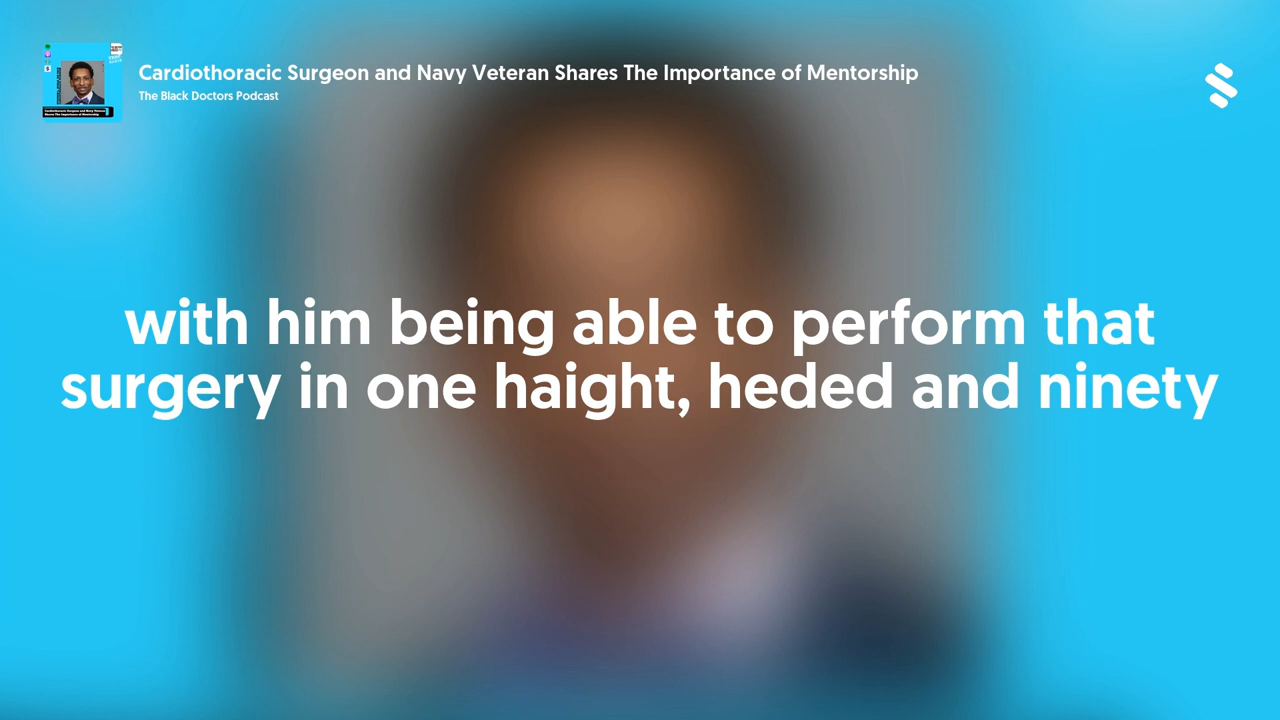 Cardiothoracic Surgeon and Navy Veteran Shares The Importance of Mentorship
The Black Doctors Podcast
with him being able to perform that
surgery in one haight, heded and ninety